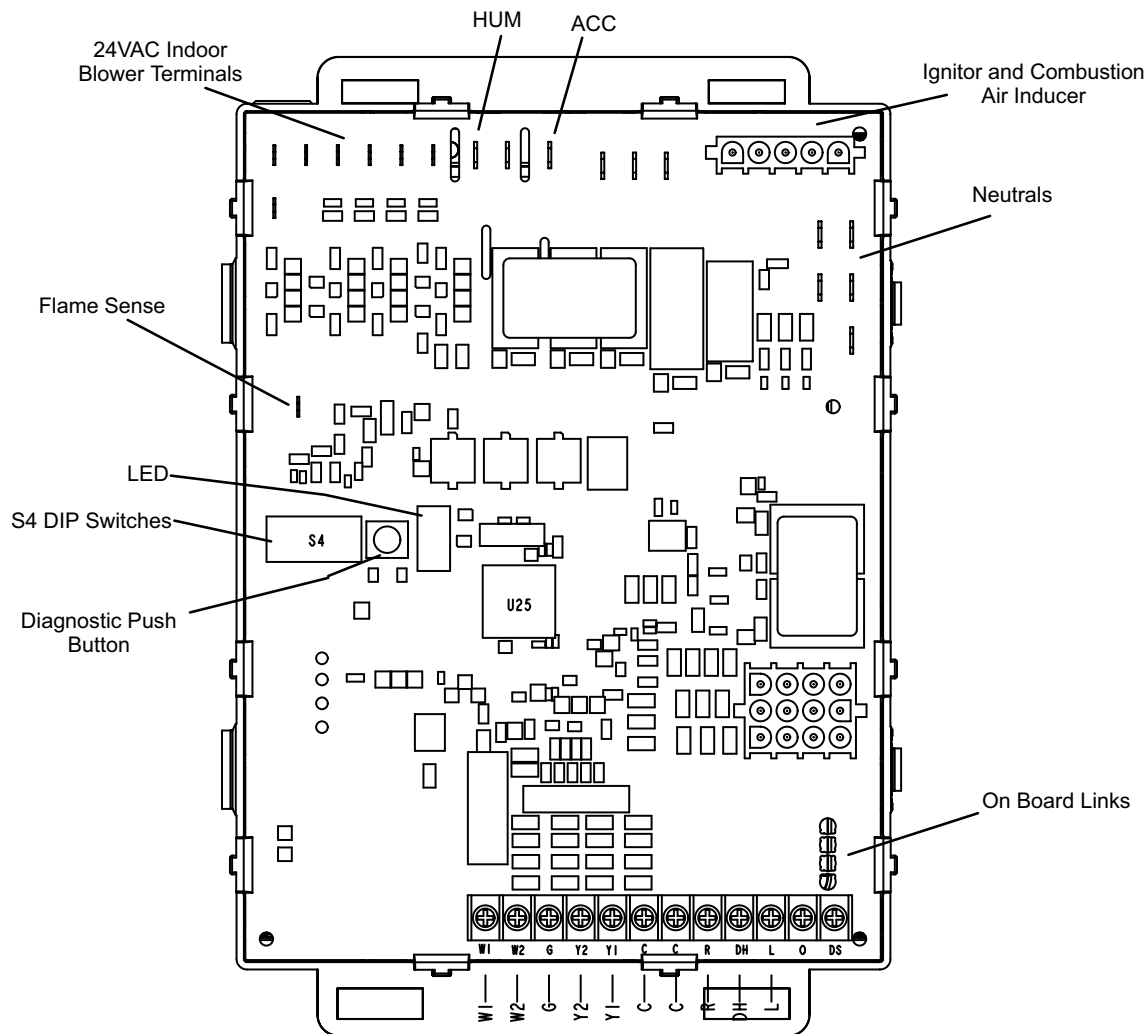 HUM
ACC
24VAC Indoor
Blower Terminals
Ignitor and Combustion
Air Inducer
Neutrals
Flame Sense
LED
S4 DIP Switches
S4
U25
Diagnostic Push
Button
On Board Links
W1 W2 G Y2 Y1 C C R DH L O DS
W1 W2 G Y2 Y1 C C R DH L